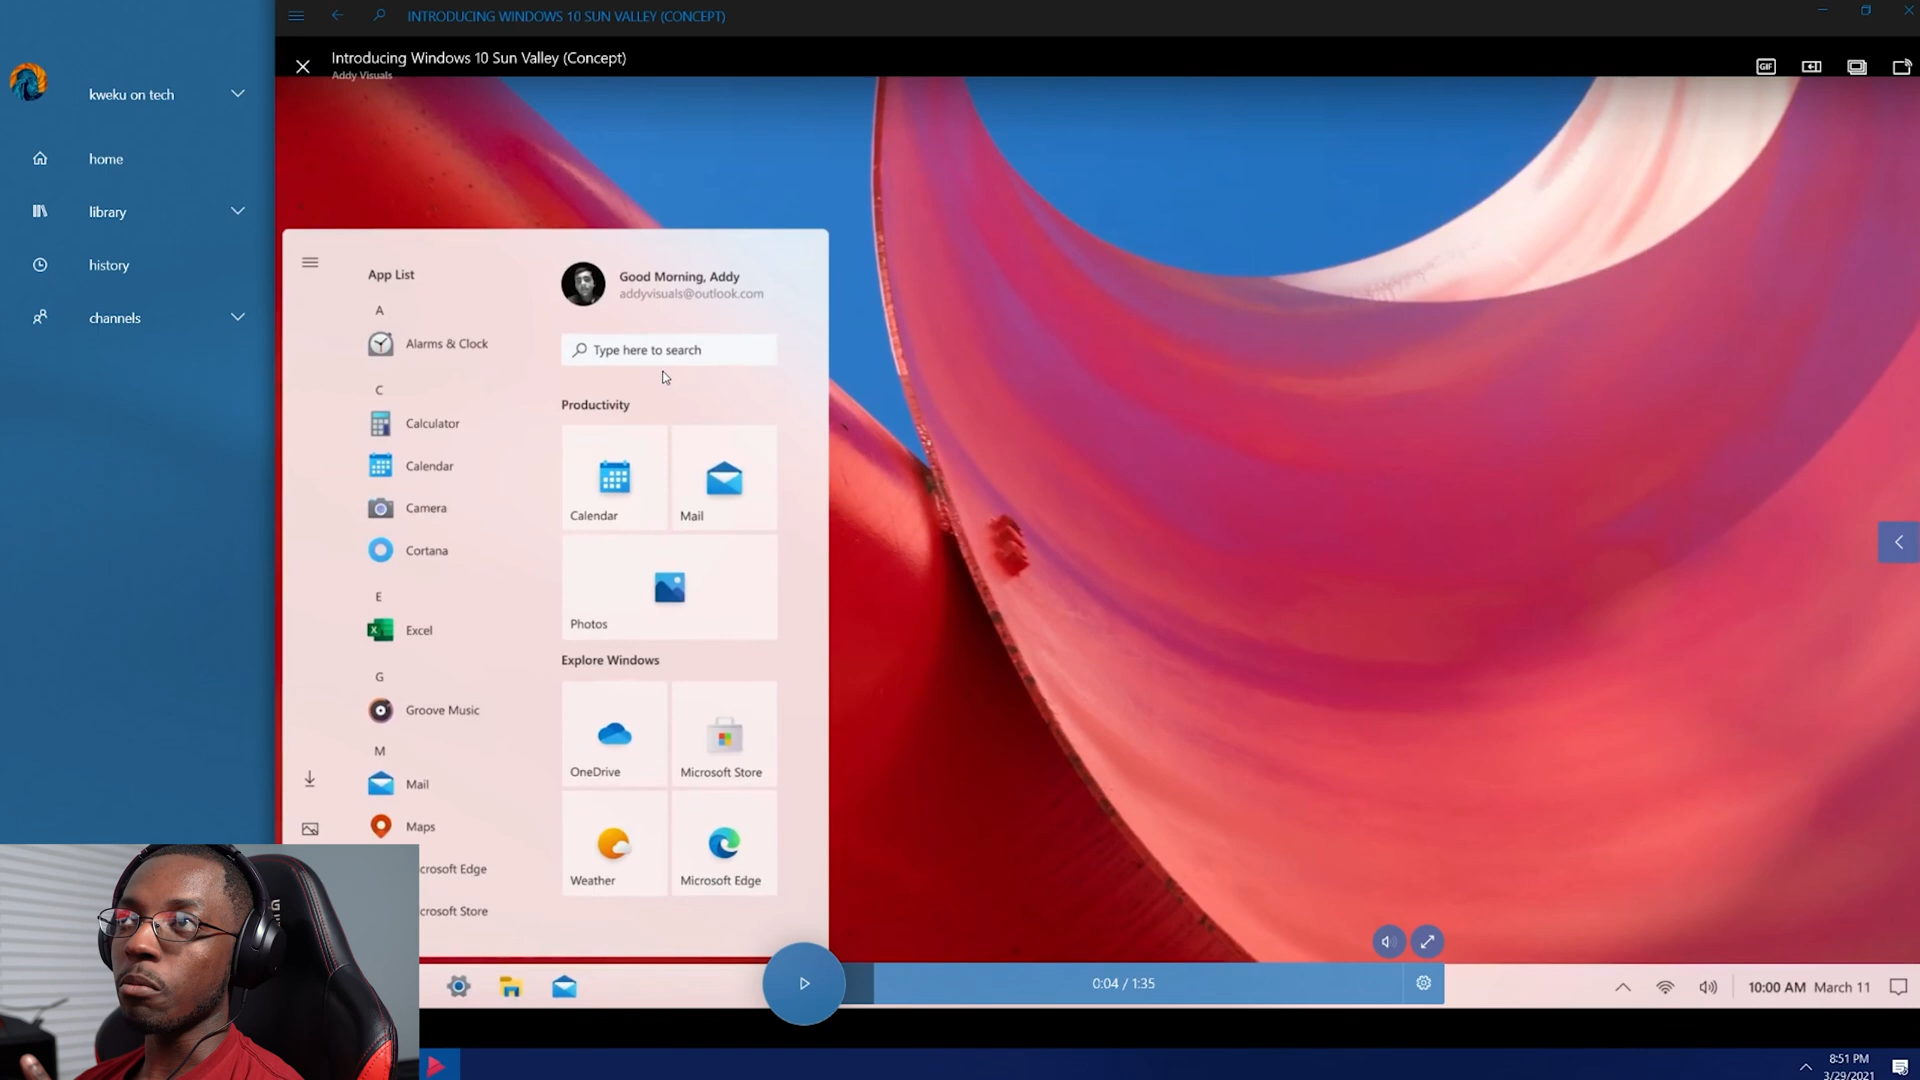 INTRODUCING WINDOWS 10 SUN VALLEY (CONCEPT)
Introducing Windows 10 Sun Valley (Concept)
Addy Visuals
GIF
kweku on tech
home
library
history
channels
App List
A
Alarms & Clock
C
Calculator
Calendar
Camera
Cortana
E
Excel
G
Groove Music
M
Mail
Maps
crosoft Edge
crosoft Store
Good Morning, Addy
addyvisuals@outlook.com
Type here to search
Productivity
Calendar
Mail
Photos
Explore Windows
OneDrive
Microsoft Store
Weather
Microsoft Edge
0:04 / 1:35
10:00 AM March 11
8:51 PM
3/29/2021